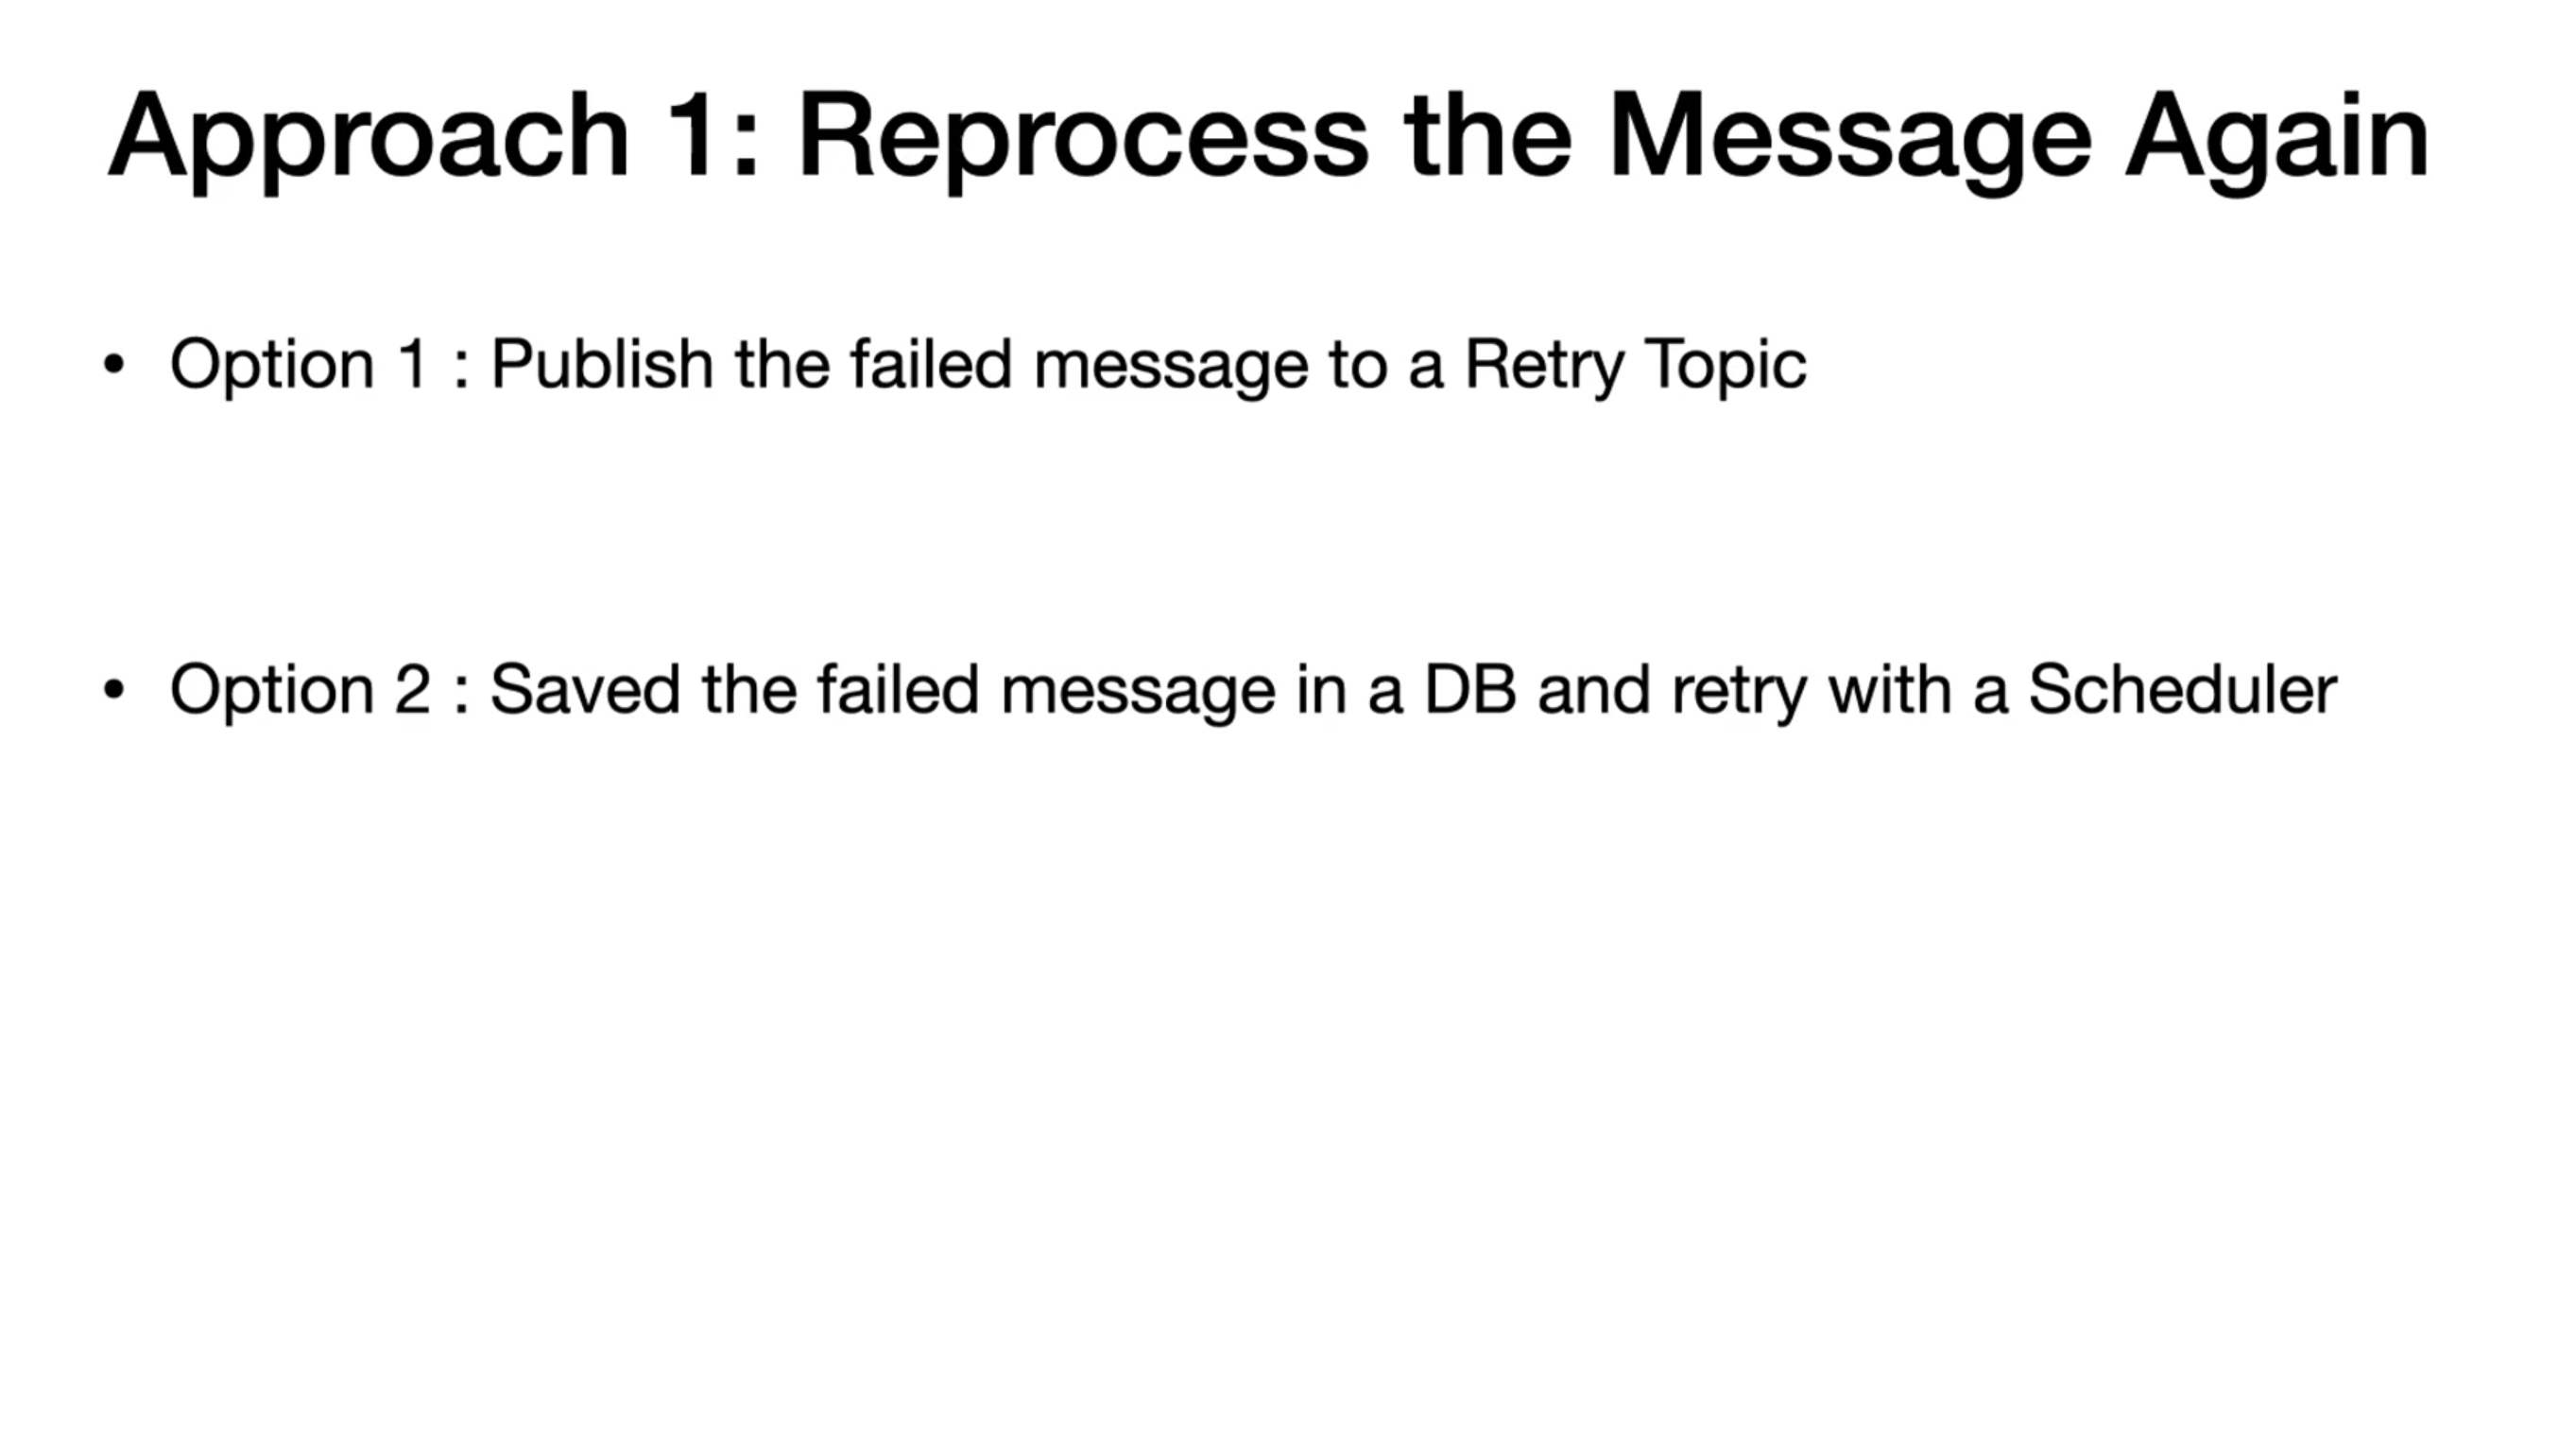 Approach 1: Reprocess the Message Again
• Option 1 : Publish the failed message to a Retry Topic
• Option 2 : Saved the failed message in a DB and retry with a Scheduler